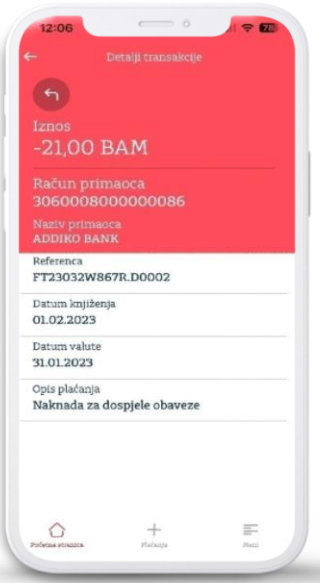 12:06
78
Detalji transakcije
Iznos
-21,00 BAM
Račun primaoca
3060008000000086
Naziv primaoca
ADDIKO BANK
Referenca
FT23032W867R.D0002
Datum knjiženja
01.02.2023
Datum valute
31.01.2023
Opis plaćanja
Naknada za dospjele obaveze
Početna stranica
Plaćanja
Meni